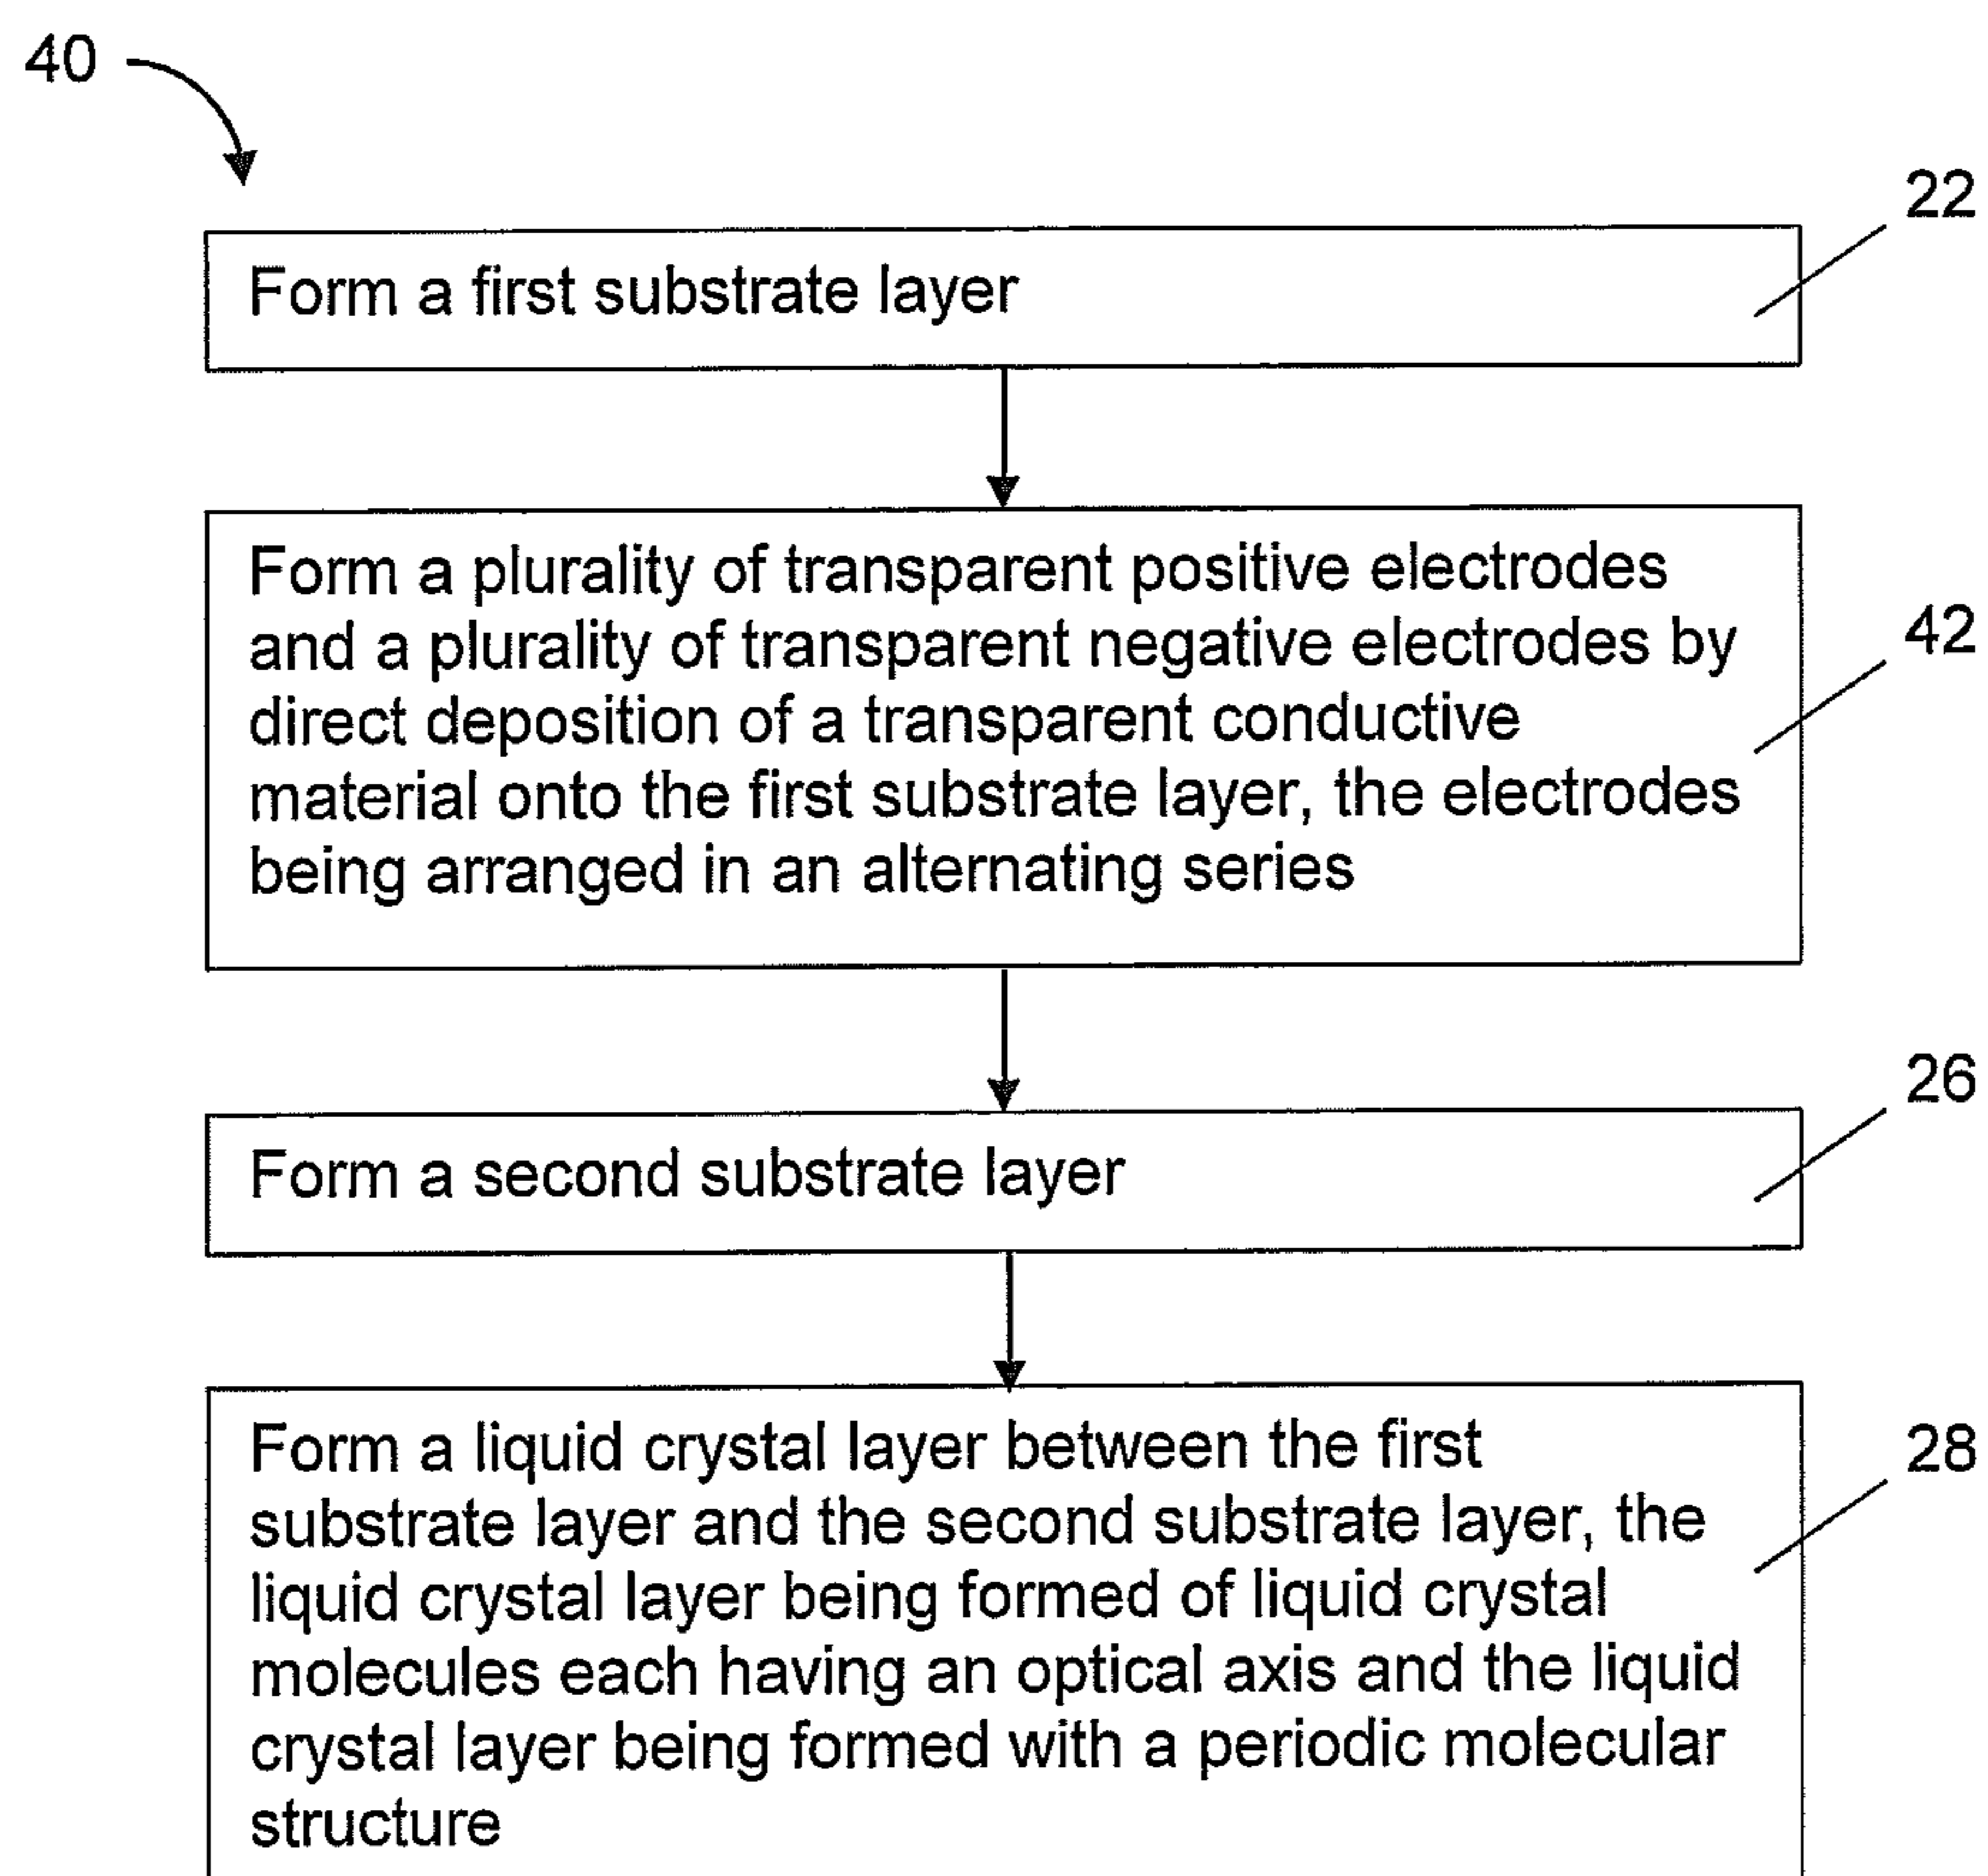 40
22
Form a first substrate layer
Form a plurality of transparent positive electrodes
and a plurality of transparent negative electrodes by
42
direct deposition of a transparent conductive
material onto the first substrate layer, the electrodes
being arranged in an alternating series
26
Form a second substrate layer
Form a liquid crystal layer between the first
28
substrate layer and the second substrate layer, the
liquid crystal layer being formed of liquid crystal
molecules each having an optical axis and the liquid
crystal layer being formed with a periodic molecular
structure